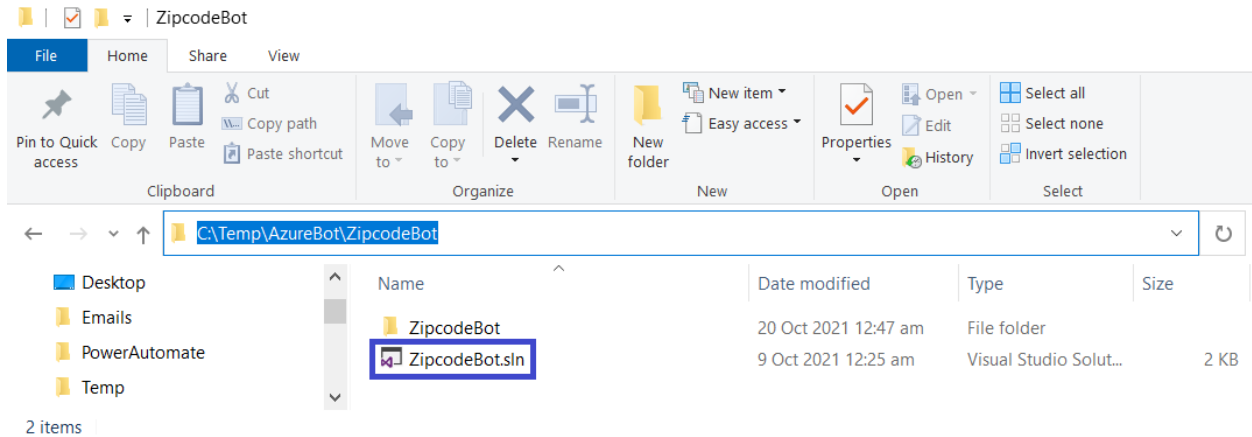 ZipcodeBot
File Home Share View
Pin to Quick access
Copy
Paste
Cut
Copy path
Paste shortcut
Clipboard
Move to
Copy to
Delete
Rename
Organize
New folder
New item
Easy access
New
Properties
Open
Edit
History
Open
Select all
Select none
Invert selection
Select
C:\Temp\AzureBot\ZipcodeBot
Desktop
Emails
PowerAutomate
Temp
Name Date modified Type Size
ZipcodeBot 20 Oct 2021 12:47 am File folder
ZipcodeBot.sln 9 Oct 2021 12:25 am Visual Studio Solut... 2 KB
2 items